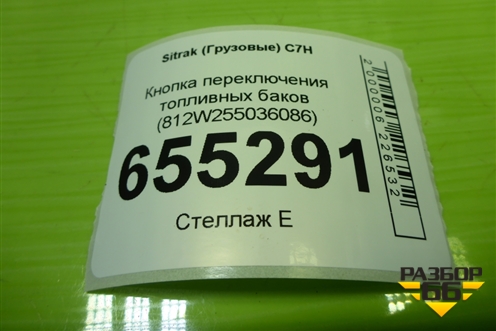 Sitrak (Грузовые) C7H
Кнопка переключения
топливных баков
(812W255036086)
655291
Стеллаж Е
2000006226532
РАЗБОР
66